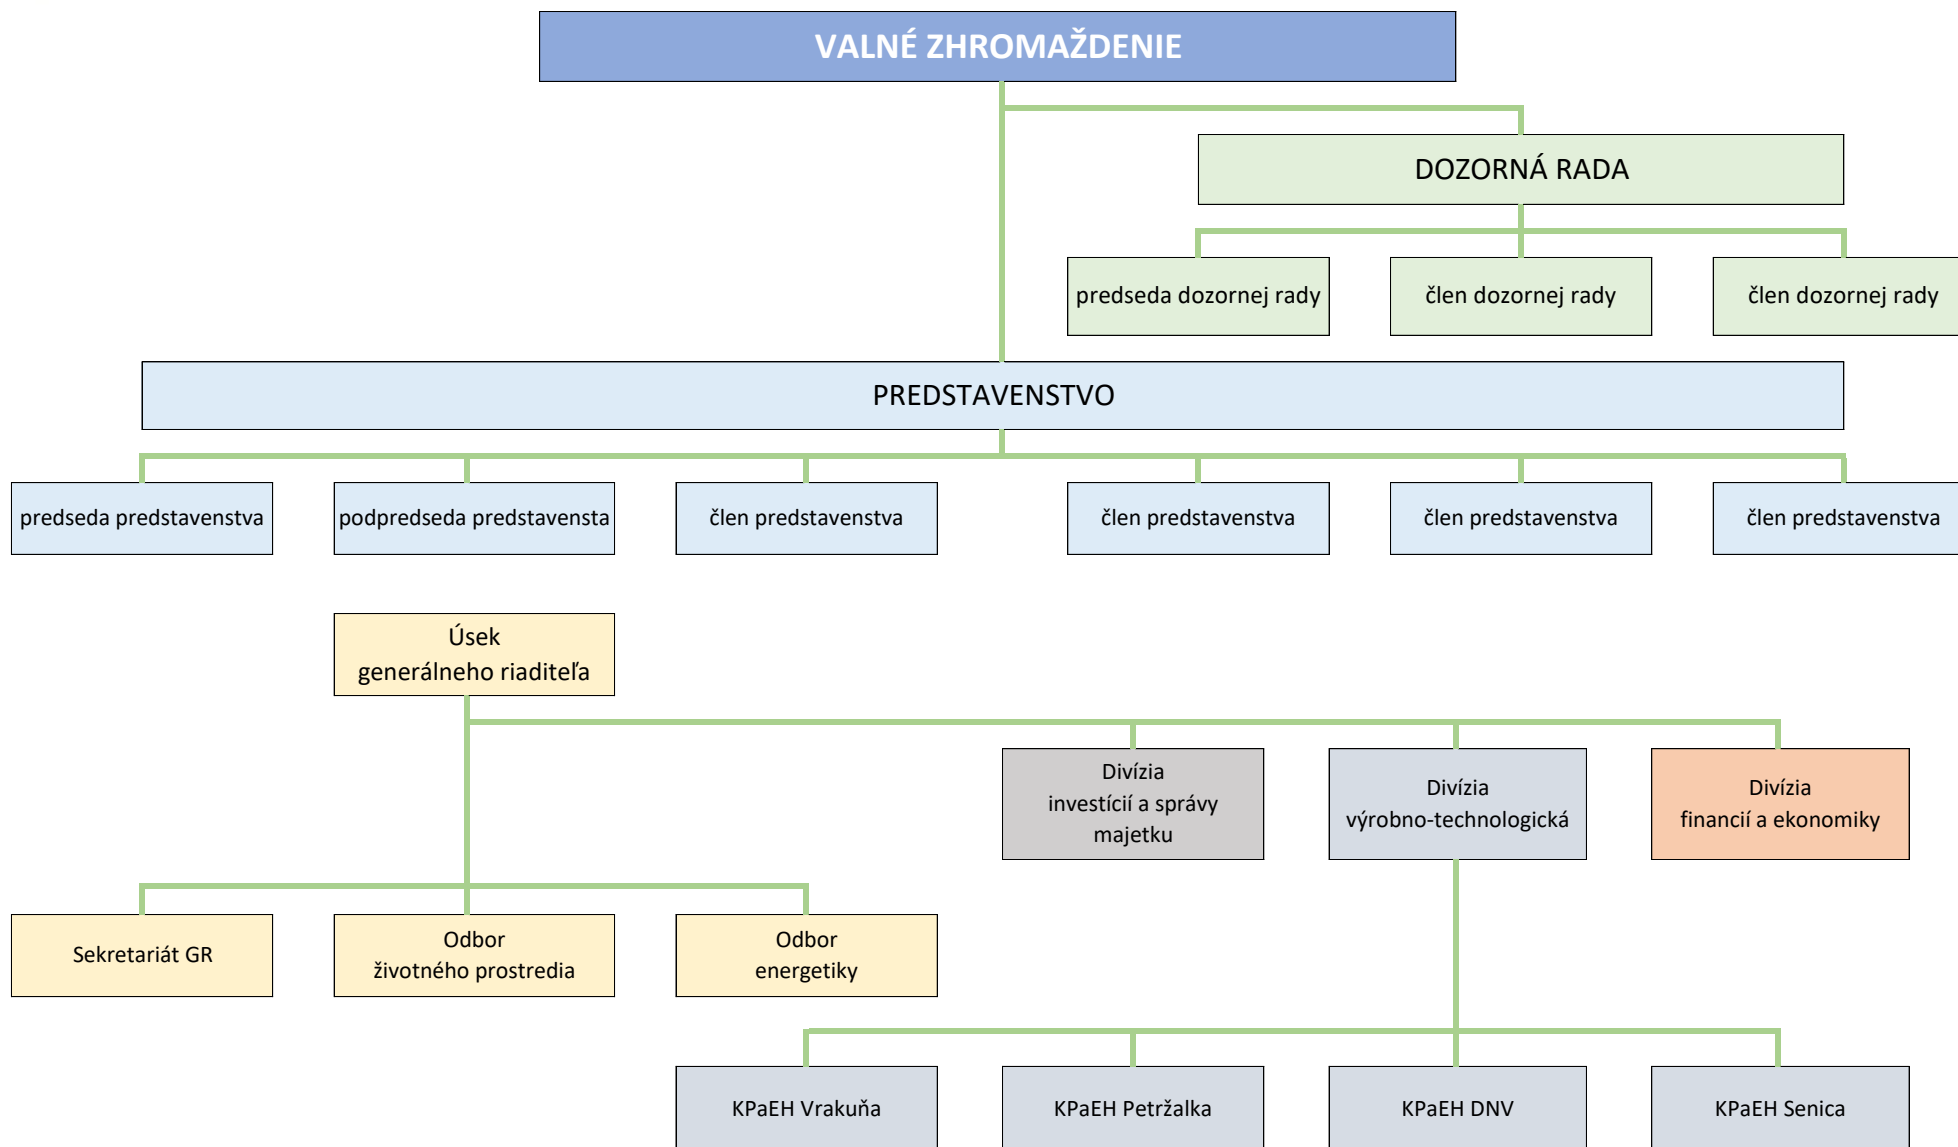 VALNÉ ZHROMAŽDENIE
DOZORNÁ RADA
predseda dozornej rady
člen dozornej rady
člen dozornej rady
PREDSTAVENSTVO
predseda predstavenstva
podpredseda predstavensta
člen predstavenstva
člen predstavenstva
člen predstavenstva
člen predstavenstva
Úsek
generálneho riaditeľa
Divízia
investícií a správy
majetku
Divízia
výrobno-technologická
Divízia
financií a ekonomiky
Sekretariát GR
Odbor
životného prostredia
Odbor
energetiky
KPaEH Vrakuňa
KPaEH Petržalka
KPaEH DNV
KPaEH Senica